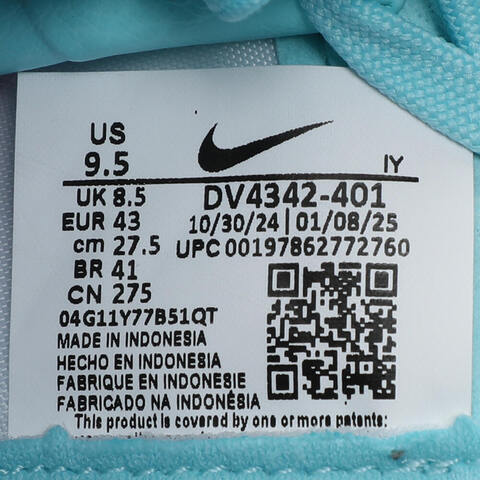 US
9.5
IY
UK 8.5
DV4342-401
EUR 43
10/30/24 | 01/08/25
cm 27.5
UPC 00197862772760
BR 41
CN 275
04G11Y77B51QT
MADE IN INDONESIA
HECHO EN INDONESIA
FABRIQUE EN INDONESIE
FABRICADO NA INDONÉSIA
This product is covered by one or more patents: